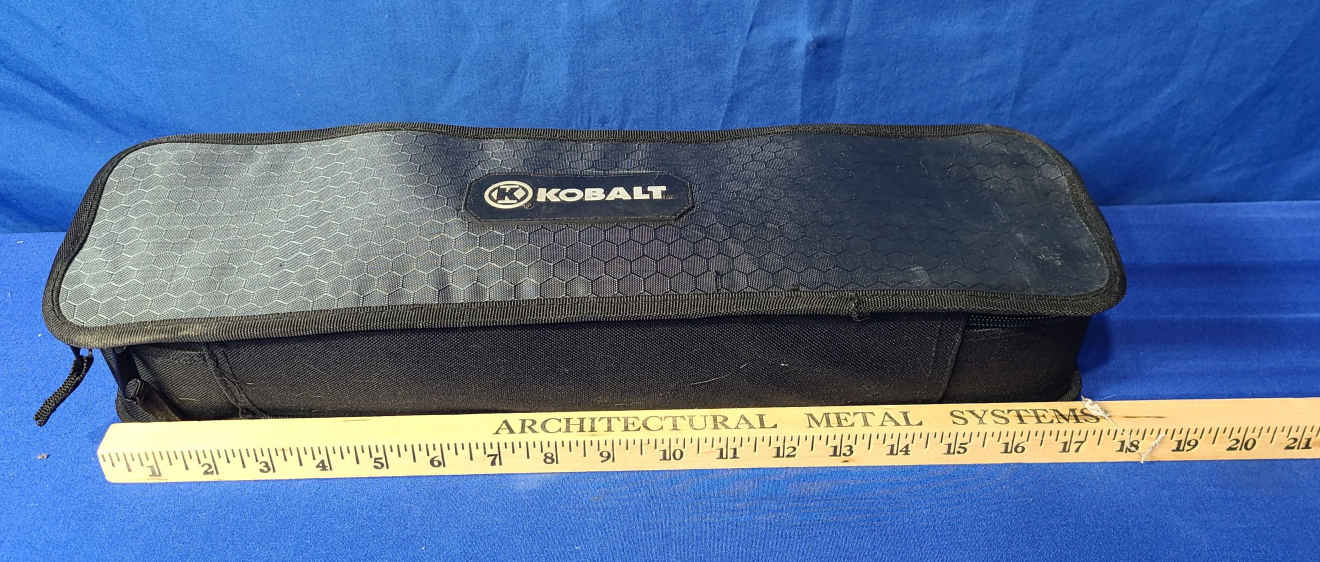 K KOBALT
ARCHITECTURAL METAL SYSTEMS
1 2 3 4 5 6 7 8 9 10 11 12 13 14 15 16 17 18 19 20 21